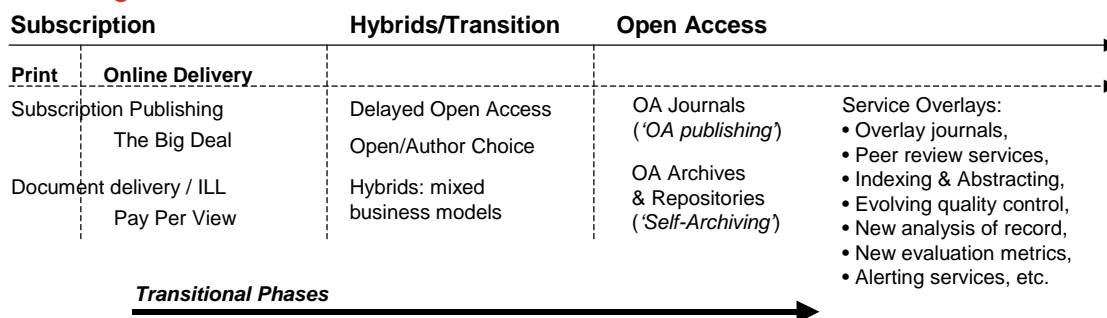 Subscription
Hybrids/Transition
Open Access
Print
Online Delivery
Subscription Publishing
The Big Deal
Document delivery / ILL
Pay Per View
Delayed Open Access
Open/Author Choice
Hybrids: mixed
business models
OA Journals
(‘OA publishing’)
OA Archives
& Repositories
(‘Self-Archiving’)
Service Overlays:
• Overlay journals,
• Peer review services,
• Indexing & Abstracting,
• Evolving quality control,
• New analysis of record,
• New evaluation metrics,
• Alerting services, etc.
Transitional Phases